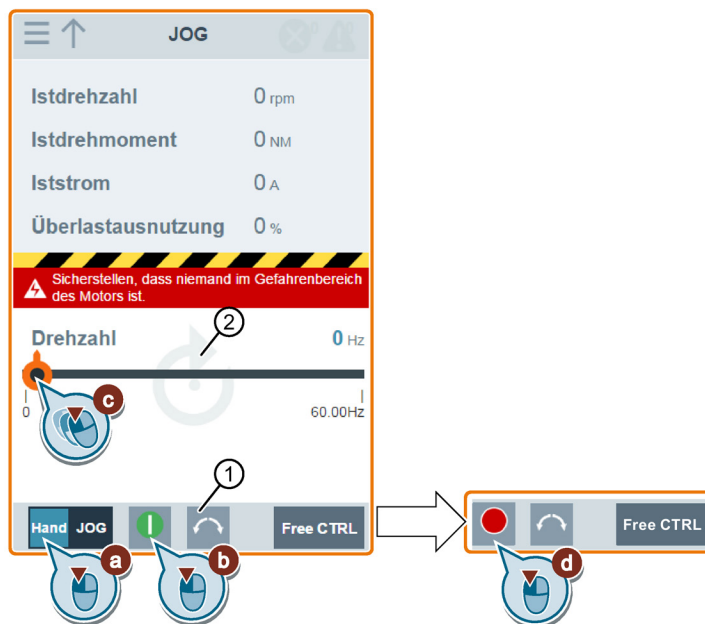 JOG
Istdrehzahl 0 rpm
Istdrehmoment 0 NM
Iststrom 0 A
Überlastausnutzung 0 %
Sicherstellen, dass niemand im Gefahrenbereich
des Motors ist.
2
Drehzahl 0 Hz
c
0 60.00Hz
1
Hand JOG Free CTRL
a b
Free CTRL
d